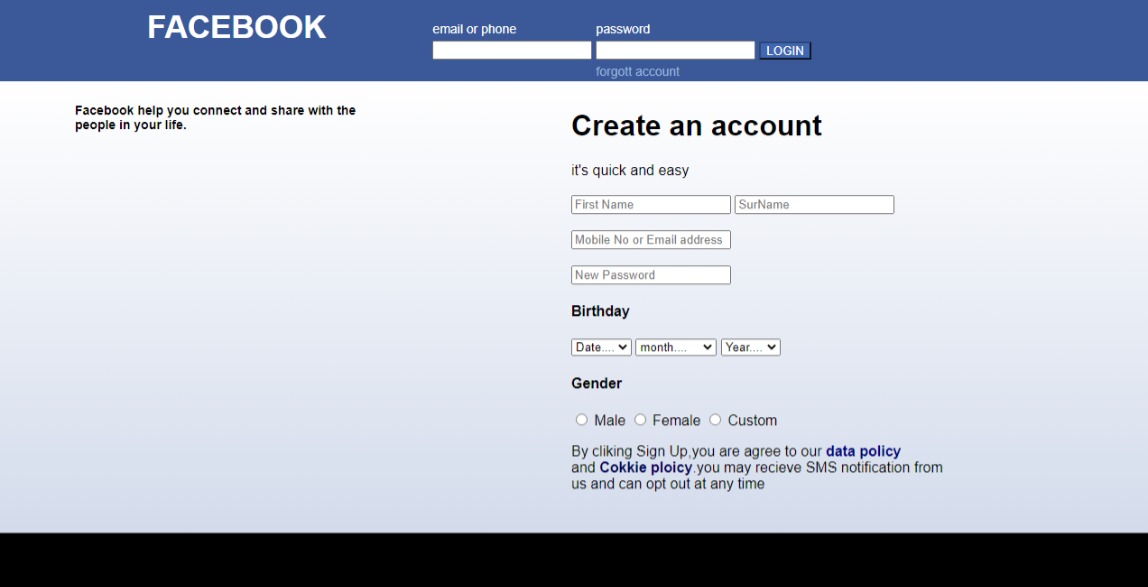 FACEBOOK
email or phone
password
LOGIN
forgott account
Facebook help you connect and share with the
people in your life.
Create an account
it's quick and easy
First Name SurName
Mobile No or Email address
New Password
Birthday
Date.... month.... Year....
Gender
Male Female Custom
By cliking Sign Up,you are agree to our data policy
and Cokkie ploicy.you may recieve SMS notification from
us and can opt out at any time